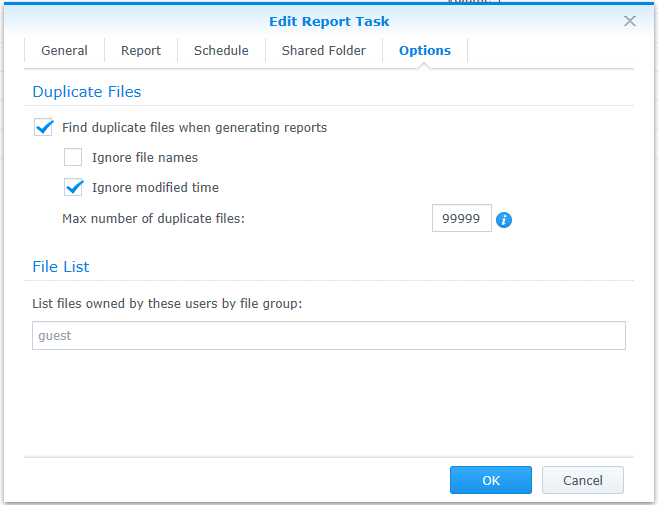 Edit Report Task
General Report Schedule Shared Folder Options
Duplicate Files
Find duplicate files when generating reports
Ignore file names
Ignore modified time
Max number of duplicate files: 99999
File List
List files owned by these users by file group:
guest
OK Cancel